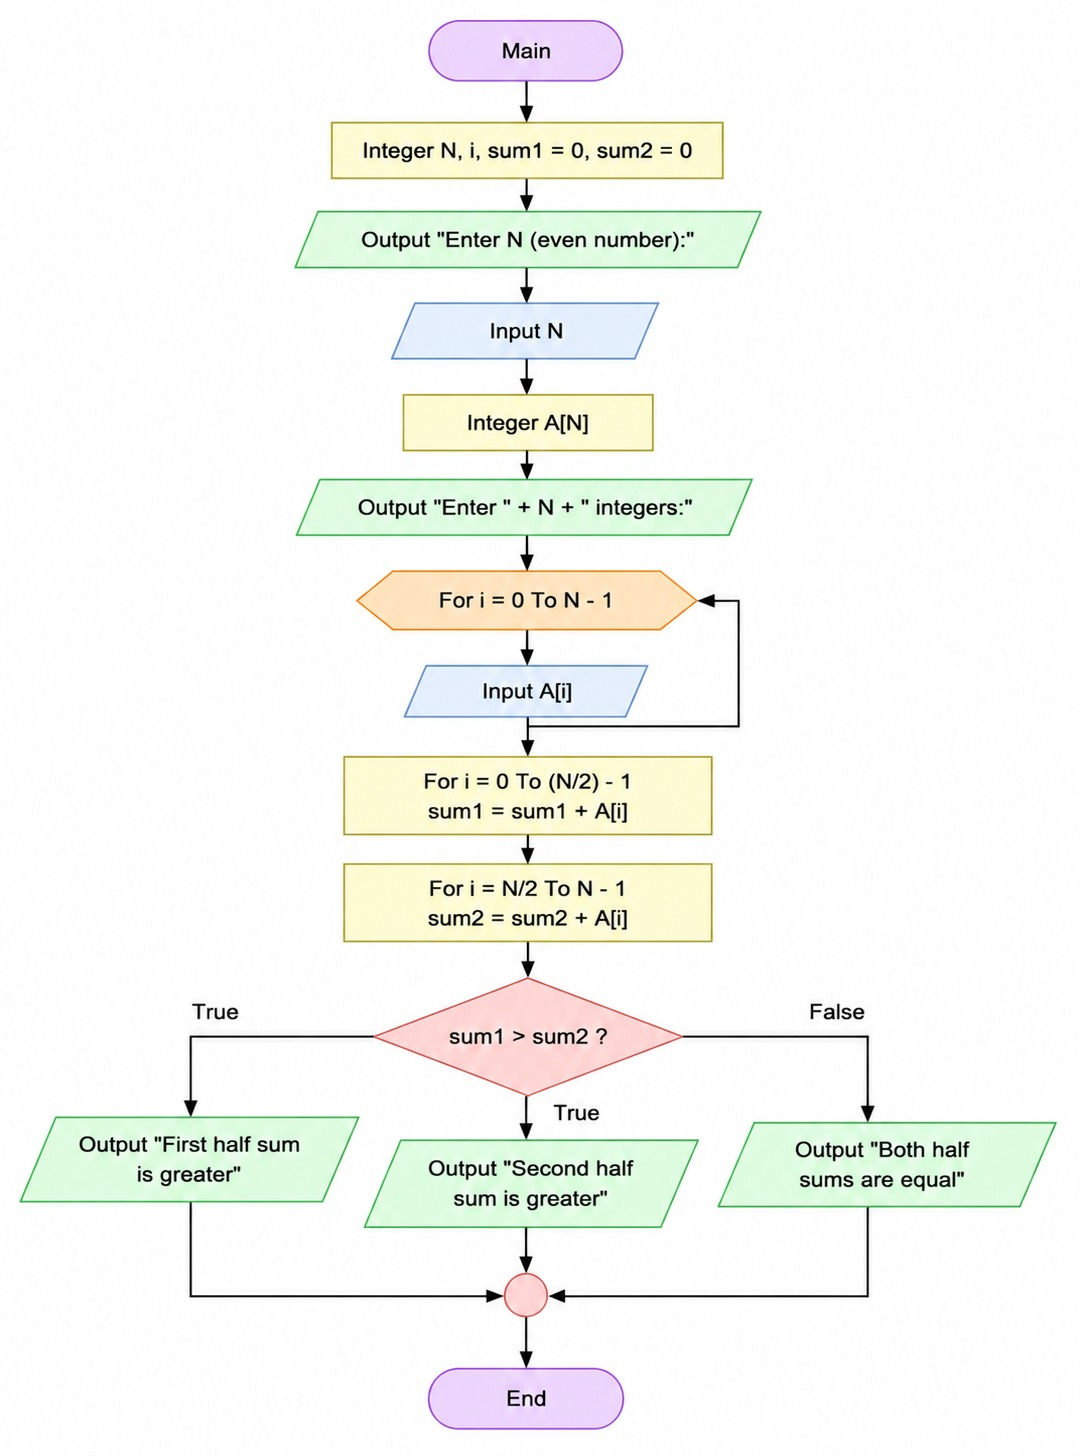 Main
Integer N, i, sum1 = 0, sum2 = 0
Output "Enter N (even number):"
Input N
Integer A[N]
Output "Enter " + N + " integers:"
For i = 0 To N - 1
Input A[i]
For i = 0 To (N/2) - 1
sum1 = sum1 + A[i]
For i = N/2 To N - 1
sum2 = sum2 + A[i]
True
False
sum1 > sum2 ?
True
Output "First half sum
is greater"
Output "Second half
sum is greater"
Output "Both half
sums are equal"
End